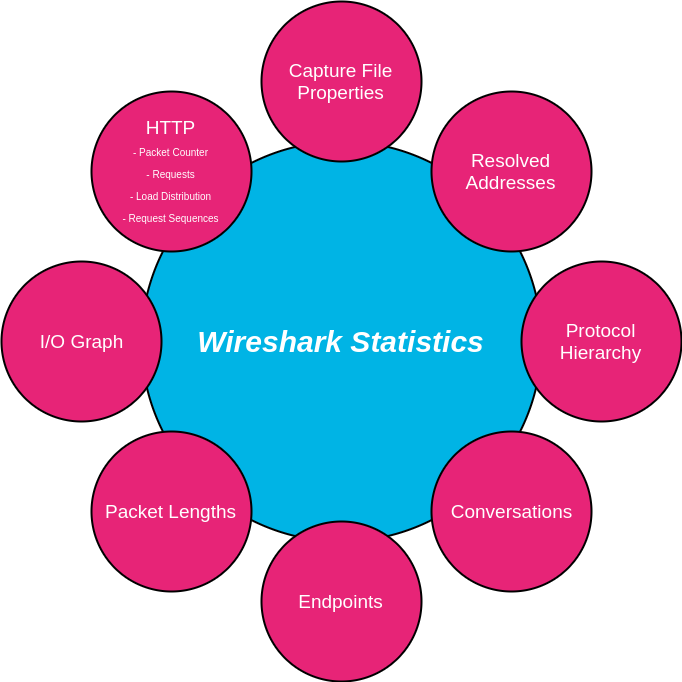 Capture File
Properties
HTTP
- Packet Counter
- Requests
- Load Distribution
- Request Sequences
Resolved
Addresses
I/O Graph
Wireshark Statistics
Protocol
Hierarchy
Packet Lengths
Conversations
Endpoints